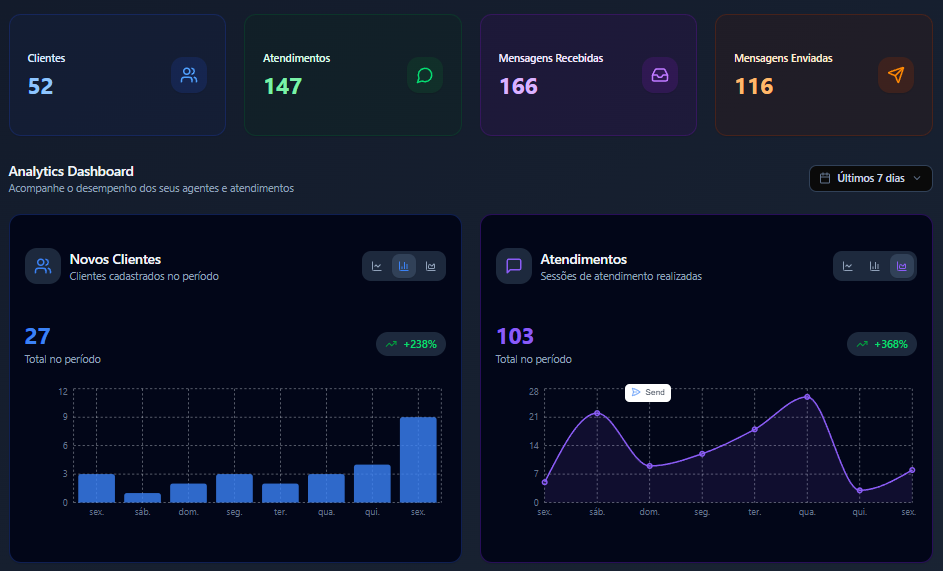 Clientes
52
Atendimentos
147
Mensagens Recebidas
166
Mensagens Enviadas
116
Analytics Dashboard
Acompanhe o desempenho dos seus agentes e atendimentos
Últimos 7 dias
Novos Clientes
Clientes cadastrados no período
27
Total no período
+238%
12
9
6
3
0
sex. sáb. dom. seg. ter. qua. qui. sex.
Atendimentos
Sessões de atendimento realizadas
103
Total no período
+368%
Send
28
21
14
7
0
sex. sáb. dom. seg. ter. qua. qui. sex.